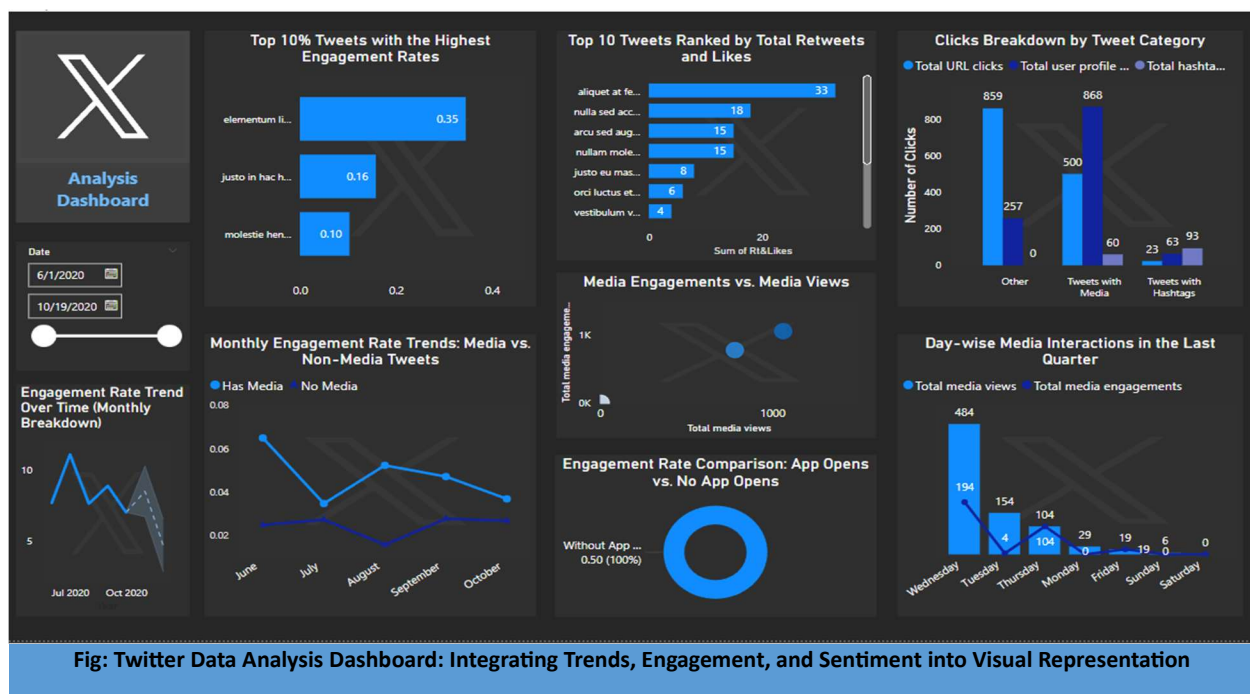 Analysis
Dashboard
Date
6/1/2020
10/19/2020
Engagement Rate Trend
Over Time (Monthly
Breakdown)
10
5
Jul 2020 Oct 2020
Top 10% Tweets with the Highest
Engagement Rates
elementum li... 0.35
justo in hac h... 0.16
molestie hen... 0.10
0.0 0.2 0.4
Monthly Engagement Rate Trends: Media vs.
Non-Media Tweets
Has Media No Media
0.08
0.06
0.04
0.02
June July August September October
Top 10 Tweets Ranked by Total Retweets
and Likes
aliquet at fe... 33
nulla sed acc... 18
arcu sed aug... 15
nullam mole... 15
justo eu mas... 8
orci luctus et... 6
vestibulum v... 4
0 20
Sum of Rt&Likes
Media Engagements vs. Media Views
Total media engageme...
1K
0K
0 1000
Total media views
Engagement Rate Comparison: App Opens
vs. No App Opens
Without App ...
0.50 (100%)
Clicks Breakdown by Tweet Category
Total URL clicks Total user profile ... Total hashta...
Number of Clicks
800
600
400
200
0
859 257 0
500 868 60
23 63 93
Other Tweets with Media Tweets with Hashtags
Day-wise Media Interactions in the Last
Quarter
Total media views Total media engagements
484 154 104 29 19 6 0
194 4 104 0 19 0
Wednesday Tuesday Thursday Monday Friday Sunday Saturday
Fig: Twitter Data Analysis Dashboard: Integrating Trends, Engagement, and Sentiment into Visual Representation